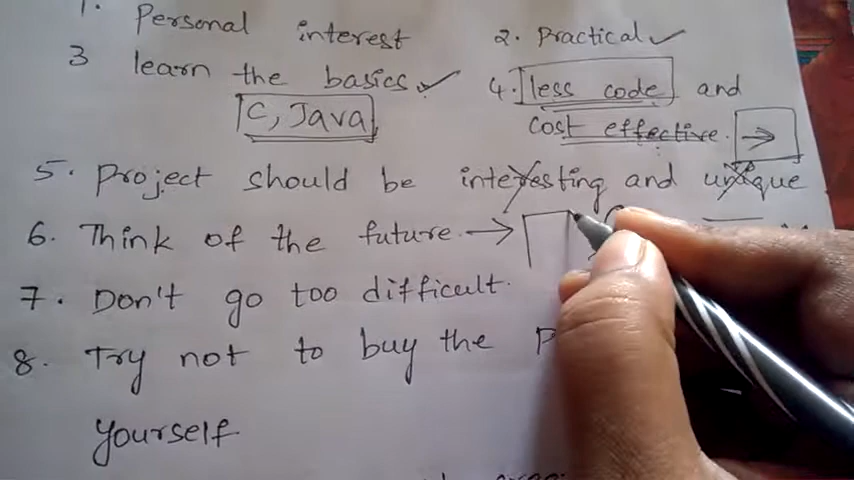 1. Personal interest 2. Practical
3 learn the basics 4. less code and
C, Java cost effective.
5. Project should be interesting and unique
6. Think of the future.
7. Don't go too difficult.
8. Try not to buy the
yourself